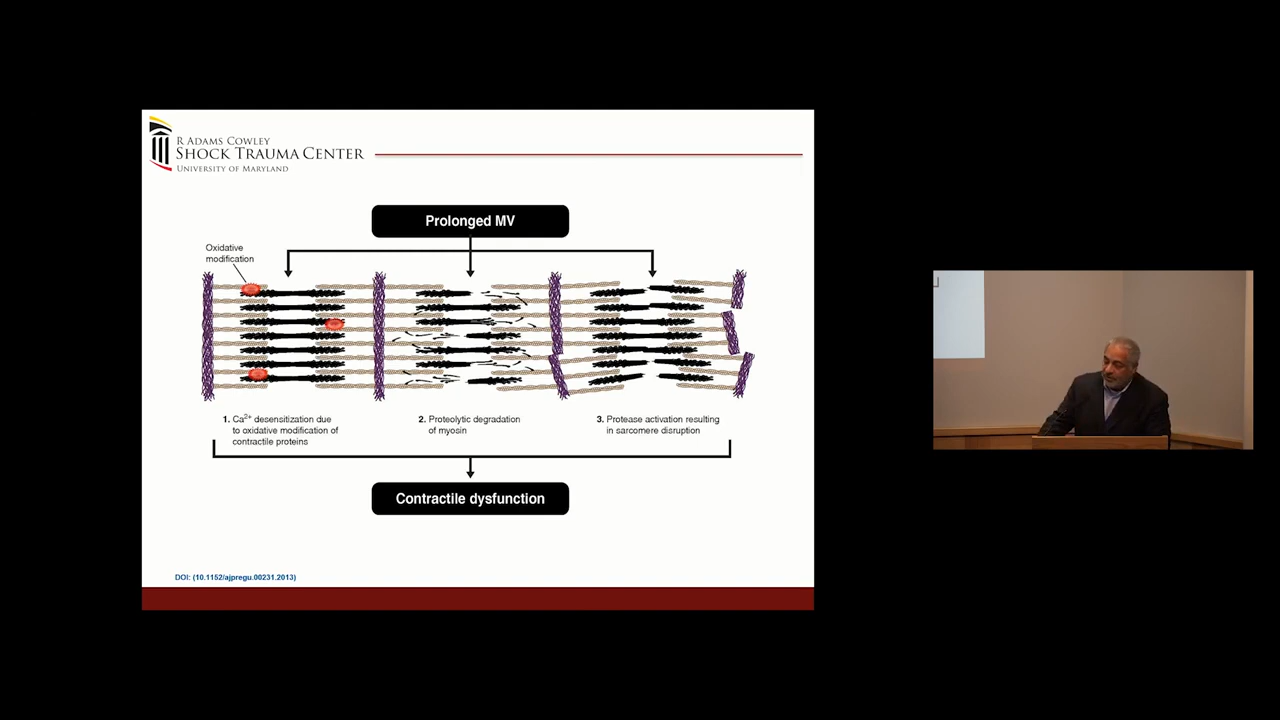 R ADAMS COWLEY
SHOCK TRAUMA CENTER
UNIVERSITY OF MARYLAND
Prolonged MV
Oxidative
modification
1. Ca²⁺ desensitization due
to oxidative modification of
contractile proteins
2. Proteolytic degradation
of myosin
3. Protease activation resulting
in sarcomere disruption
Contractile dysfunction
DOI: (10.1152/ajpregu.00231.2013)